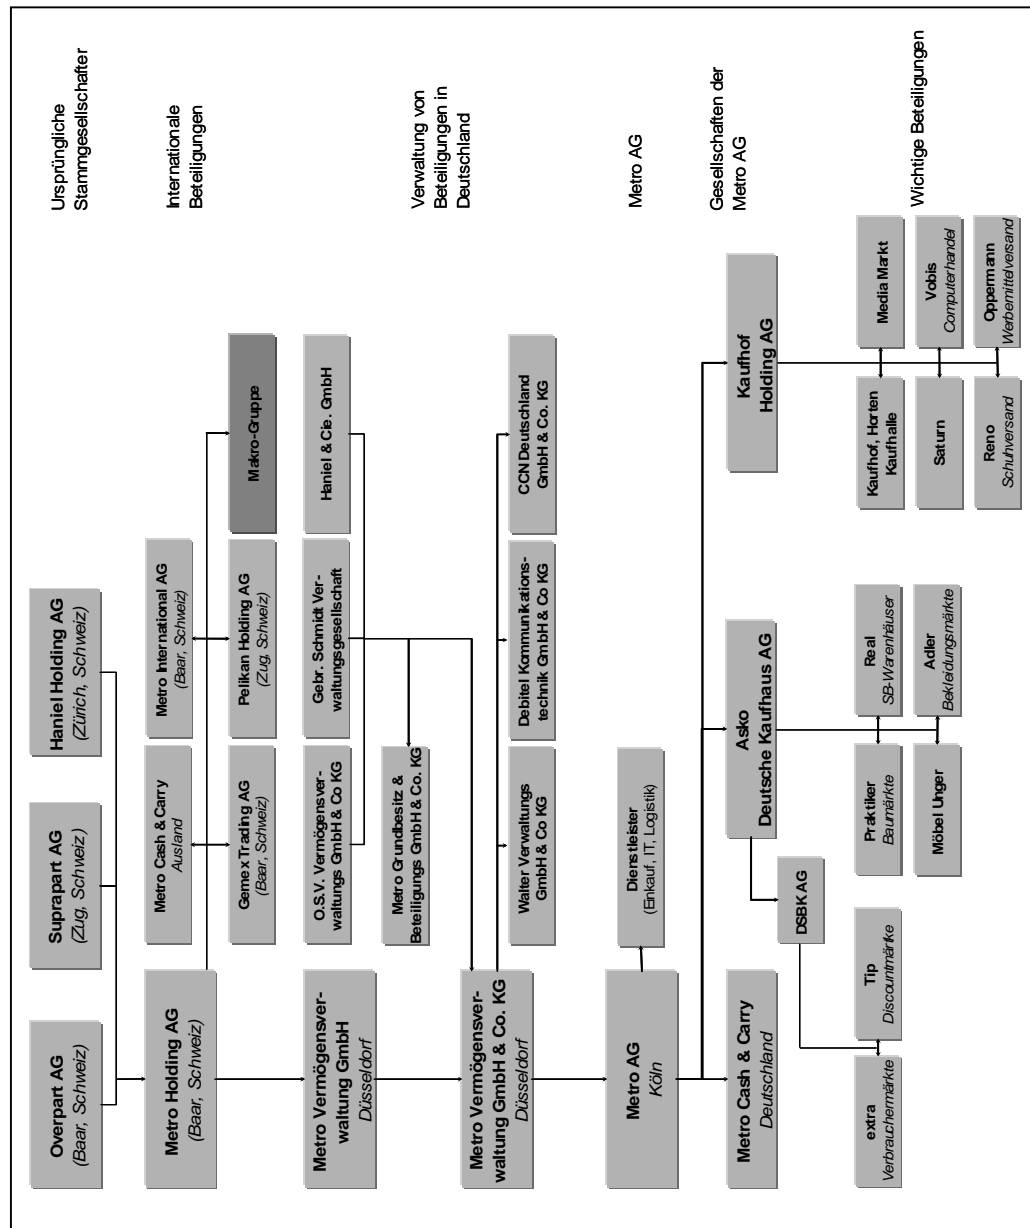 Ursprüngliche
Stammgesellschafter
Overpart AG
(Baar, Schweiz)
Suprapart AG
(Zug, Schweiz)
Haniel Holding AG
(Zürich, Schweiz)
Internationale
Beteiligungen
Metro Holding AG
(Baar, Schweiz)
Metro Cash & Carry
Ausland
Metro International AG
(Baar, Schweiz)
Gemex Trading AG
(Baar, Schweiz)
Pelikan Holding AG
(Zug, Schweiz)
Makro-Gruppe
Metro Vermögensver-
waltung GmbH
Düsseldorf
O.S.V. Vermögensver-
waltungs GmbH & Co KG
Gebr. Schmidt Ver-
waltungsgesellschaft
Haniel & Cie. GmbH
Verwaltung von
Beteiligungen in
Deutschland
Metro Grundbesitz &
Beteiligungs GmbH & Co. KG
Metro Vermögensver-
waltung GmbH & Co. KG
Düsseldorf
Walter Verwaltungs
GmbH & Co KG
Debitel Kommunikations-
technik GmbH & Co KG
CCN Deutschland
GmbH & Co. KG
Metro AG
Metro AG
Köln
Dienstleister
(Einkauf, IT, Logistik)
Gesellschaften der
Metro AG
Metro Cash & Carry
Deutschland
Asko
Deutsche Kaufhaus AG
Kaufhof
Holding AG
DSBK AG
Wichtige Beteiligungen
extra
Verbrauchermärkte
Tip
Discountmärtke
Praktiker
Baumärkte
Real
SB-Warenhäuser
Möbel Unger
Adler
Bekleidungsmärkte
Kaufhof, Horten
Kaufhalle
Media Markt
Saturn
Vobis
Computerhandel
Reno
Schuhversand
Oppermann
Werbemittelversand